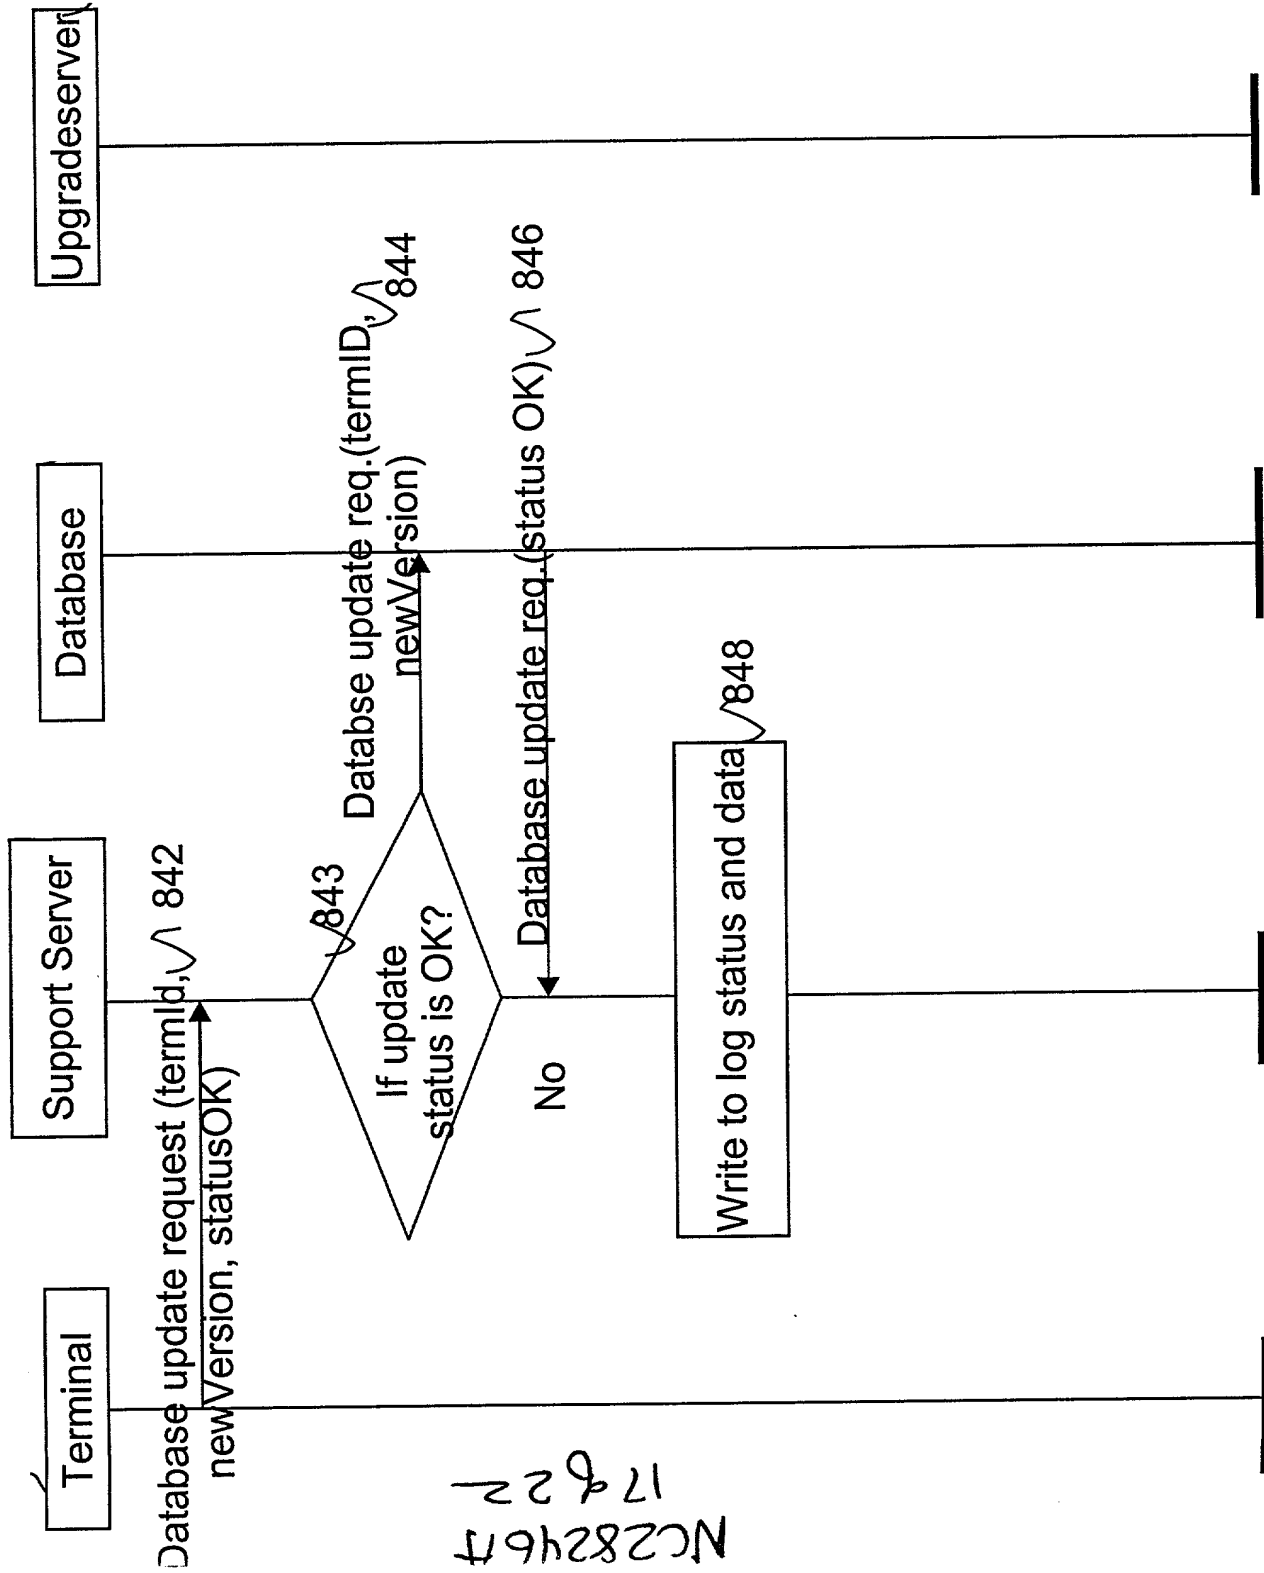 Terminal
Support Server
Database
Upgradeserver
Database update request (termId, 842
newVersion, statusOK)
843
If update
status is OK?
Databse update req.(termID,
newVersion)
844
No
Database update req.(status OK) 846
Write to log status and data 848
NC28246